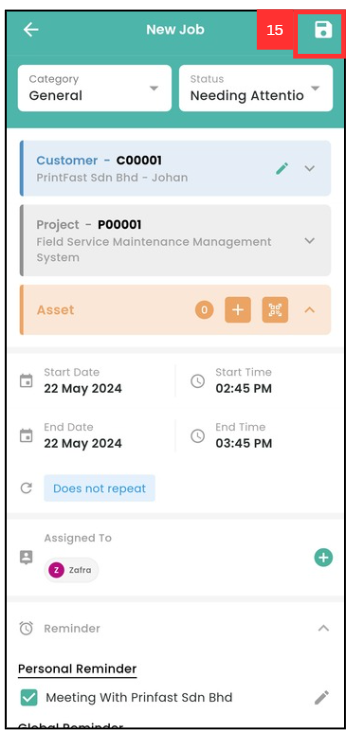 New Job
15
Category
General
Status
Needing Attentio
Customer - C00001
PrintFast Sdn Bhd - Johan
Project - P00001
Field Service Maintenance Management
System
Asset
0
Start Date
22 May 2024
Start Time
02:45 PM
End Date
22 May 2024
End Time
03:45 PM
Does not repeat
Assigned To
Z Zafra
Reminder
Personal Reminder
Meeting With Prinfast Sdn Bhd
Global Reminder